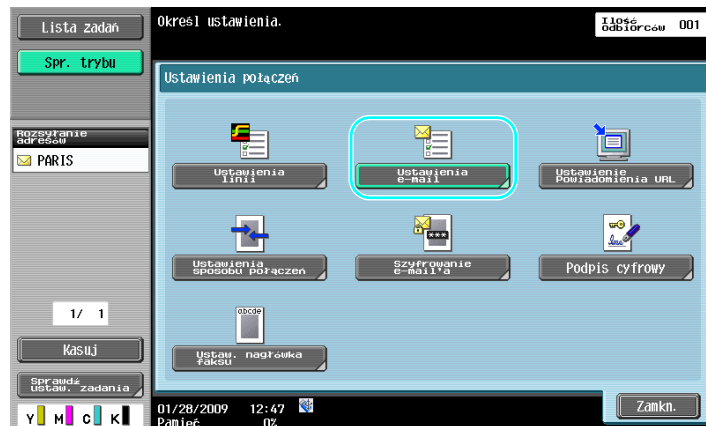 Lista zadań
Spr. trybu
Rozsyłanie
adresów
PARIS
1/ 1
Kasuj
Sprawdź
ustaw. zadania
Y M C K
Określ ustawienia.
Ilość
odbiorców 001
Ustawienia połączeń
Ustawienia
linii
Ustawienia
e-mail
Ustawienie
Powiadomienia URL
Ustawienia
sposobu połączeń
Szyfrowanie
e-mail'a
Podpis cyfrowy
abcde
Ustaw. nagłówka
faksu
01/28/2009 12:47
Pamięć 0%
Zamkn.